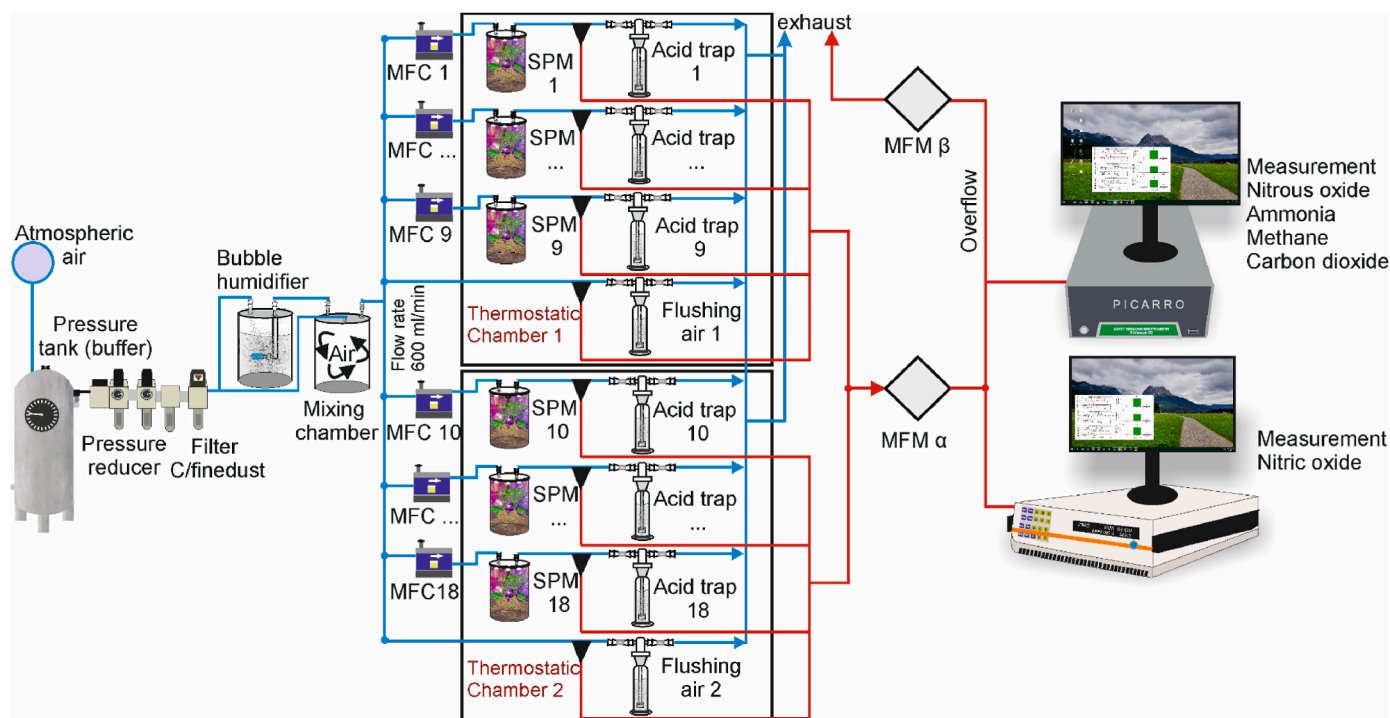 exhaust
MFC 1
SPM
1
Acid trap
1
MFC ...
SPM
...
Acid trap
...
MFC 9
SPM
9
Acid trap
9
Thermostatic
Chamber 1
Flushing
air 1
Atmospheric
air
Pressure
tank (buffer)
Pressure
reducer
Filter
C/finedust
Bubble
humidifier
Air
Mixing
chamber
Flow rate
600 ml/min
MFC 10
SPM
10
Acid trap
10
MFC ...
SPM
...
Acid trap
...
MFC18
SPM
18
Acid trap
18
Thermostatic
Chamber 2
Flushing
air 2
MFM β
Overflow
MFM α
PICARRO
Measurement
Nitrous oxide
Ammonia
Methane
Carbon dioxide
Measurement
Nitric oxide